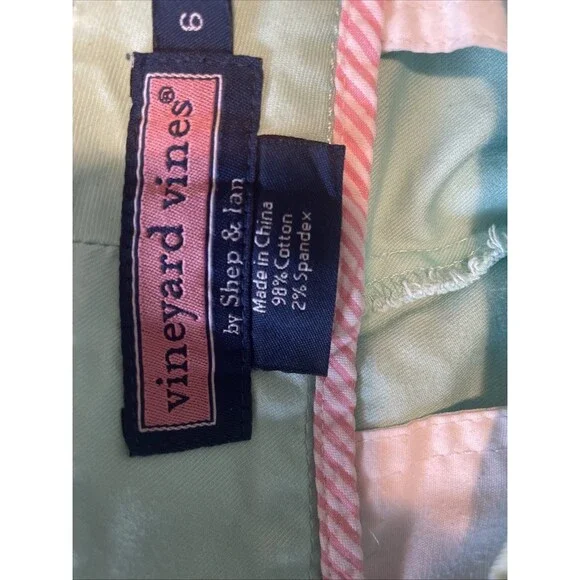 6
vineyard vines®
by Shep & Ian
Made in China
98% Cotton
2% Spandex